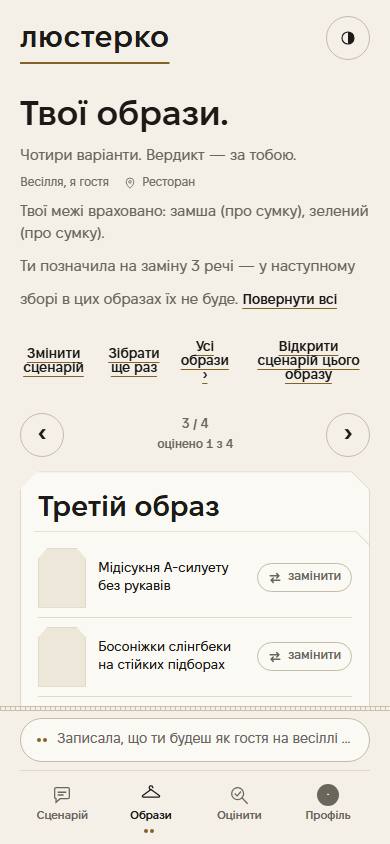 люстерко
Твої образи.
Чотири варіанти. Вердикт — за тобою.
Весілля, я гостя Ресторан
Твої межі враховано: замша (про сумку), зелений
(про сумку).
Ти позначила на заміну 3 речі — у наступному
зборі в цих образах їх не буде. Повернути всі
Змінити
сценарій
Зібрати
ще раз
Усі
образи
›
Відкрити
сценарій цього
образу
‹
3 / 4
оцінено 1 з 4
›
Третій образ
Мідісукня А-силуету
без рукавів
замінити
Босоніжки слінгбеки
на стійких підборах
замінити
Записала, що ти будеш як гостя на весіллі ...
Сценарій Образи Оцінити Профіль